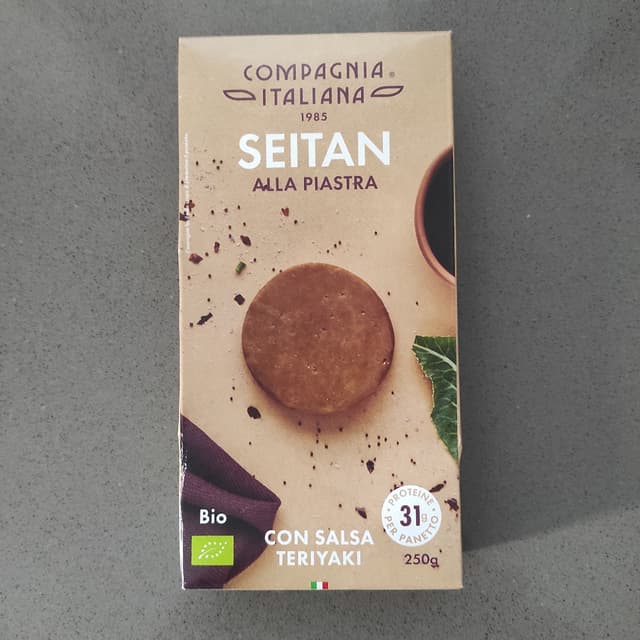 COMPAGNIA
ITALIANA
1985
SEITAN
ALLA PIASTRA
Bio
CON SALSA
TERIYAKI
PROTEINE
31g
PER PANETTO
250g